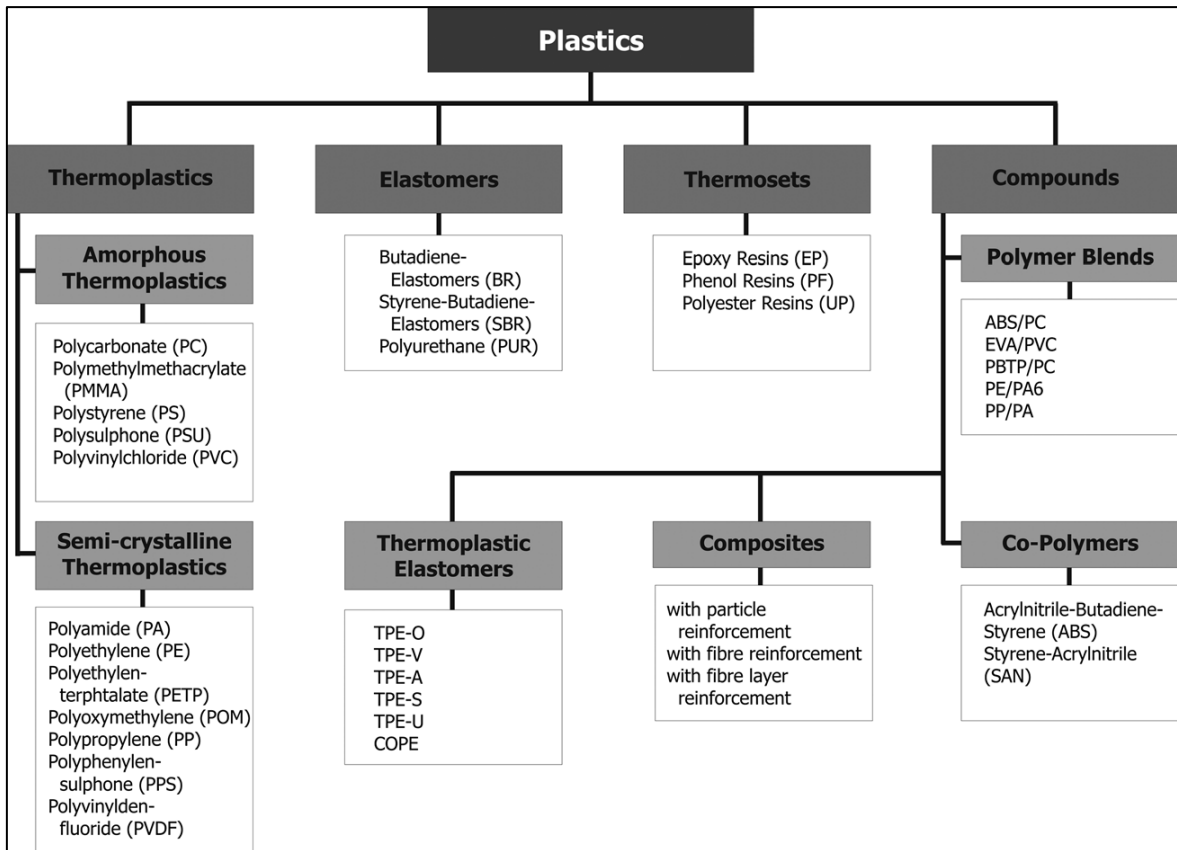 Plastics
Thermoplastics
Elastomers
Thermosets
Compounds
Amorphous
Thermoplastics
Polycarbonate (PC)
Polymethylmethacrylate
(PMMA)
Polystyrene (PS)
Polysulphone (PSU)
Polyvinylchloride (PVC)
Semi-crystalline
Thermoplastics
Polyamide (PA)
Polyethylene (PE)
Polyethylen-
terphtalate (PETP)
Polyoxymethylene (POM)
Polypropylene (PP)
Polyphenylen-
sulphone (PPS)
Polyvinylden-
fluoride (PVDF)
Butadiene-
Elastomers (BR)
Styrene-Butadiene-
Elastomers (SBR)
Polyurethane (PUR)
Epoxy Resins (EP)
Phenol Resins (PF)
Polyester Resins (UP)
Polymer Blends
ABS/PC
EVA/PVC
PBTP/PC
PE/PA6
PP/PA
Thermoplastic
Elastomers
TPE-O
TPE-V
TPE-A
TPE-S
TPE-U
COPE
Composites
with particle
reinforcement
with fibre reinforcement
with fibre layer
reinforcement
Co-Polymers
Acrylnitrile-Butadiene-
Styrene (ABS)
Styrene-Acrylnitrile
(SAN)